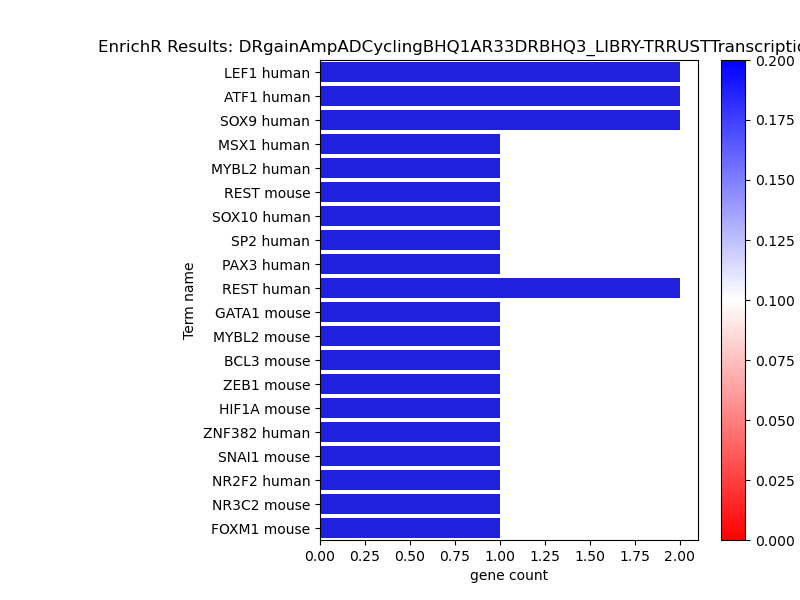 EnrichR Results: DRgainAmpADCyclingBHQ1AR33DRBHQ3_LIBRY-TRRUSTTranscriptio
Term name
LEF1 human
ATF1 human
SOX9 human
MSX1 human
MYBL2 human
REST mouse
SOX10 human
SP2 human
PAX3 human
REST human
GATA1 mouse
MYBL2 mouse
BCL3 mouse
ZEB1 mouse
HIF1A mouse
ZNF382 human
SNAI1 mouse
NR2F2 human
NR3C2 mouse
FOXM1 mouse
0.00 0.25 0.50 0.75 1.00 1.25 1.50 1.75 2.00
gene count
0.200
0.175
0.150
0.125
0.100
0.075
0.050
0.025
0.000